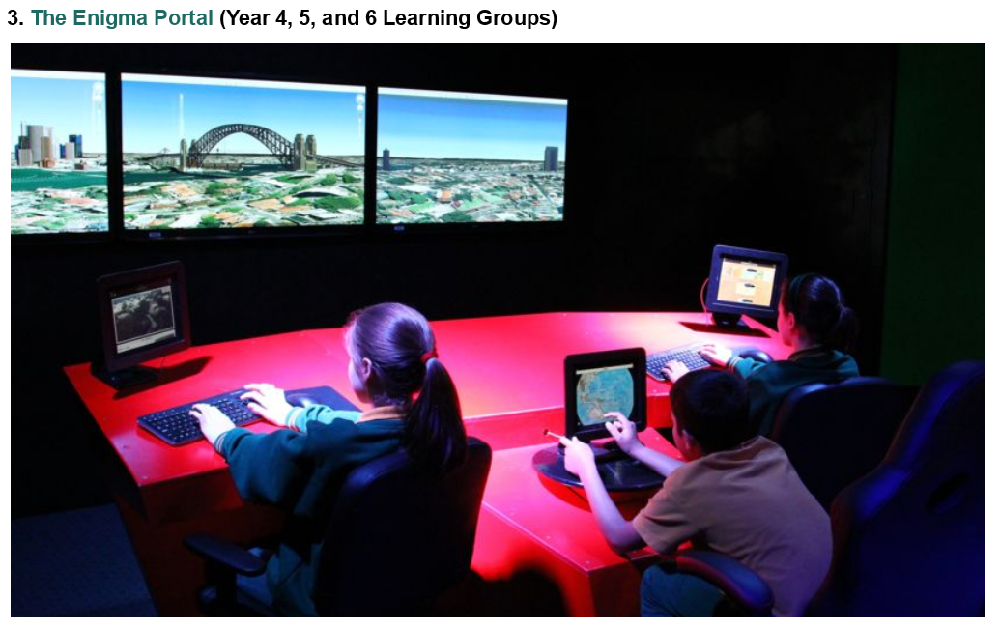 3. The Enigma Portal (Year 4, 5, and 6 Learning Groups)